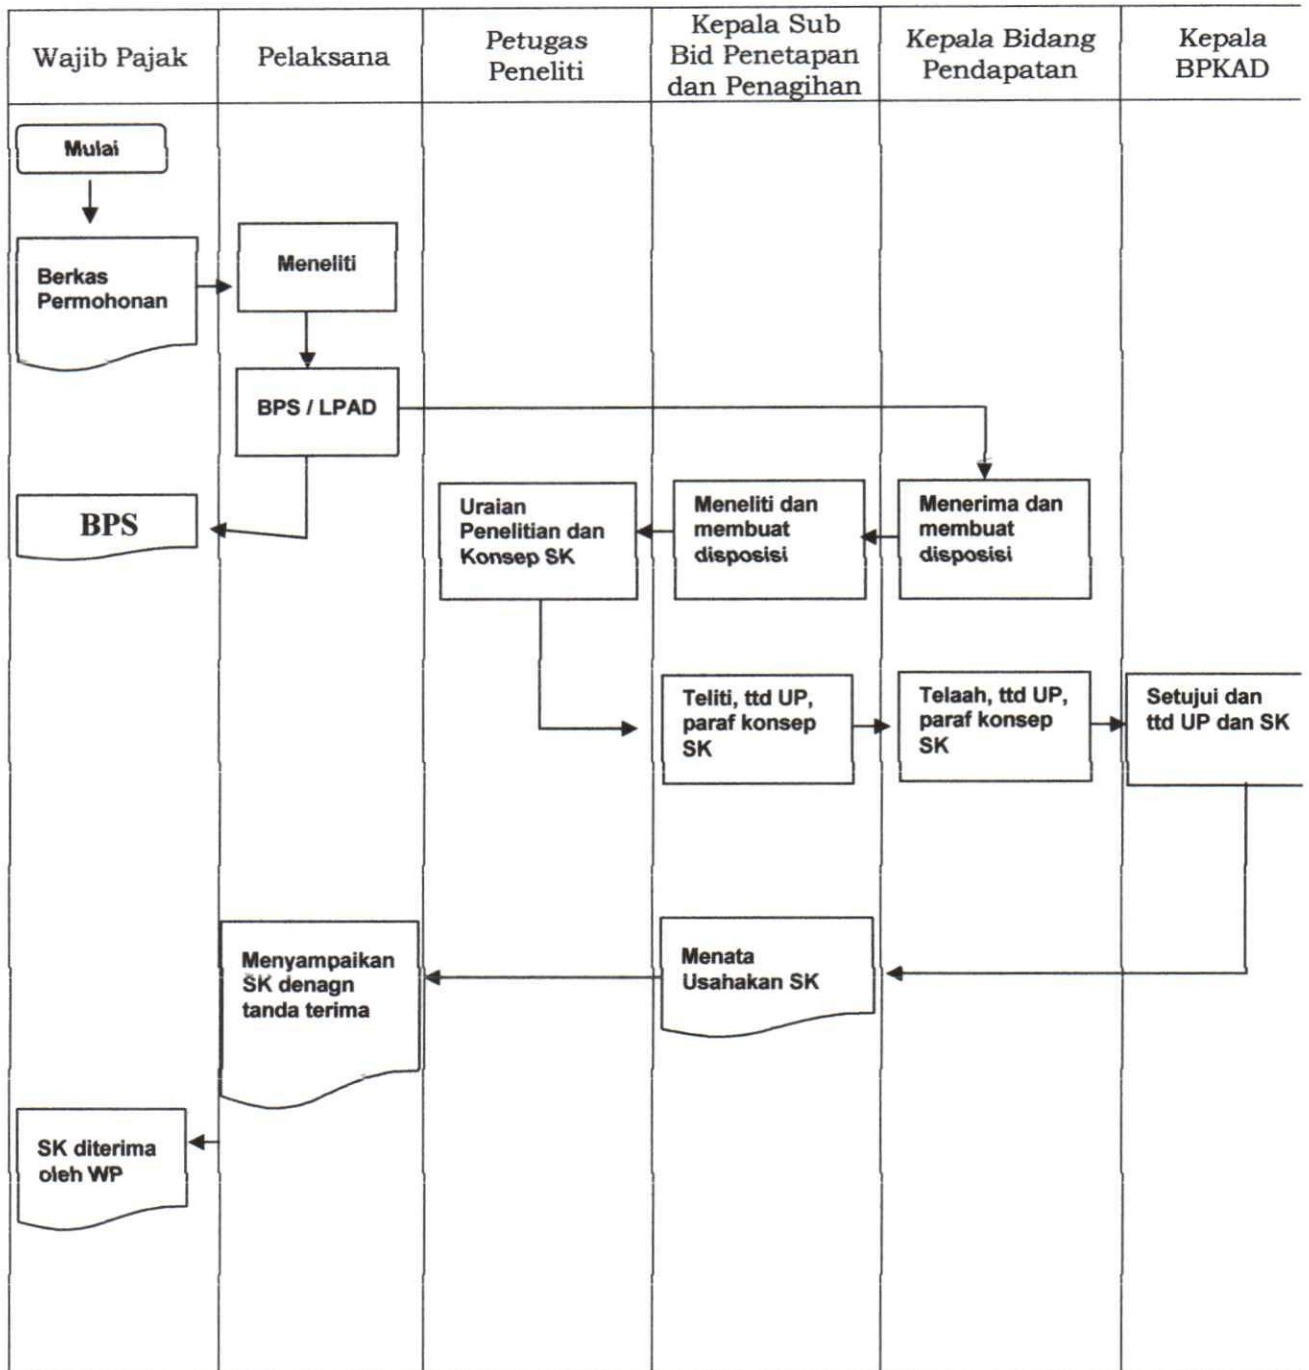 Wajib Pajak
Pelaksana
Petugas
Peneliti
Kepala Sub
Bid Penetapan
dan Penagihan
Kepala Bidang
Pendapatan
Kepala
BPKAD
Mulai
Berkas
Permohonan
Meneliti
BPS / LPAD
BPS
Uraian
Penelitian dan
Konsep SK
Meneliti dan
membuat
disposisi
Menerima dan
membuat
disposisi
Teliti, ttd UP,
paraf konsep
SK
Telaah, ttd UP,
paraf konsep
SK
Setujui dan
ttd UP dan SK
Menyampaikan
SK denagn
tanda terima
Menata
Usahakan SK
SK diterima
oleh WP